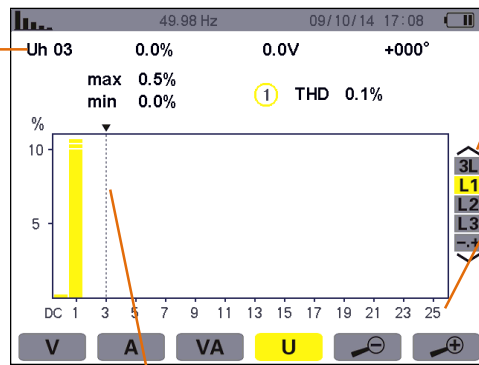 49.98 Hz 09/10/14 17:08
Uh 03 0.0% 0.0V +000°
max 0.5%
min 0.0%
1 THD 0.1%
%
10
5
DC 1 3 5 7 9 11 13 15 17 19 21 23 25
3L
L1
L2
L3
-.+
V A VA U